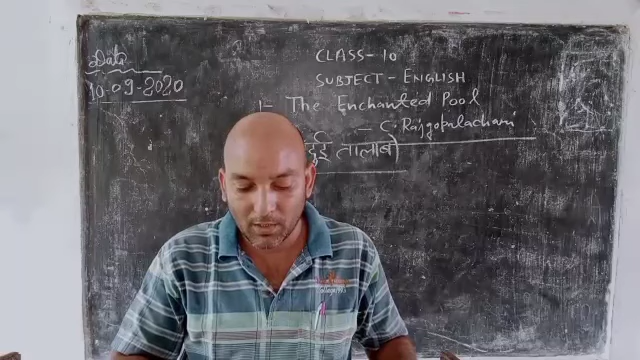 Date
10-09-2020
CLASS-10
SUBJECT-ENGLISH
1- The Enchanted Pool
- C. Rajgopalachari
तालाब